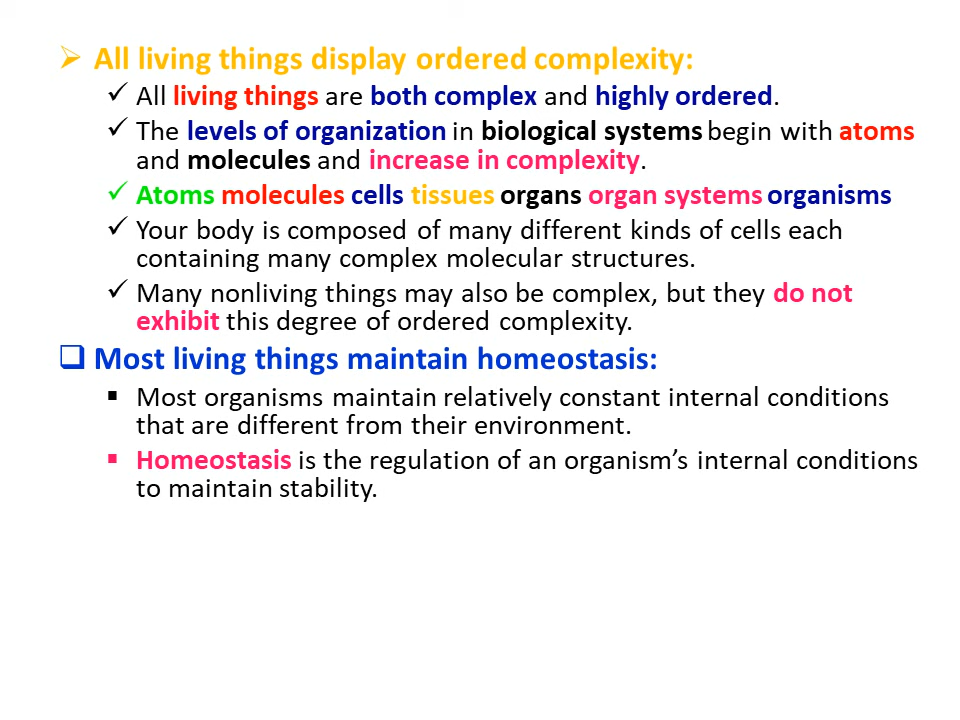 All living things display ordered complexity:
All living things are both complex and highly ordered.
The levels of organization in biological systems begin with atoms
and molecules and increase in complexity.
Atoms molecules cells tissues organs organ systems organisms
Your body is composed of many different kinds of cells each
containing many complex molecular structures.
Many nonliving things may also be complex, but they do not
exhibit this degree of ordered complexity.
Most living things maintain homeostasis:
Most organisms maintain relatively constant internal conditions
that are different from their environment.
Homeostasis is the regulation of an organism’s internal conditions
to maintain stability.